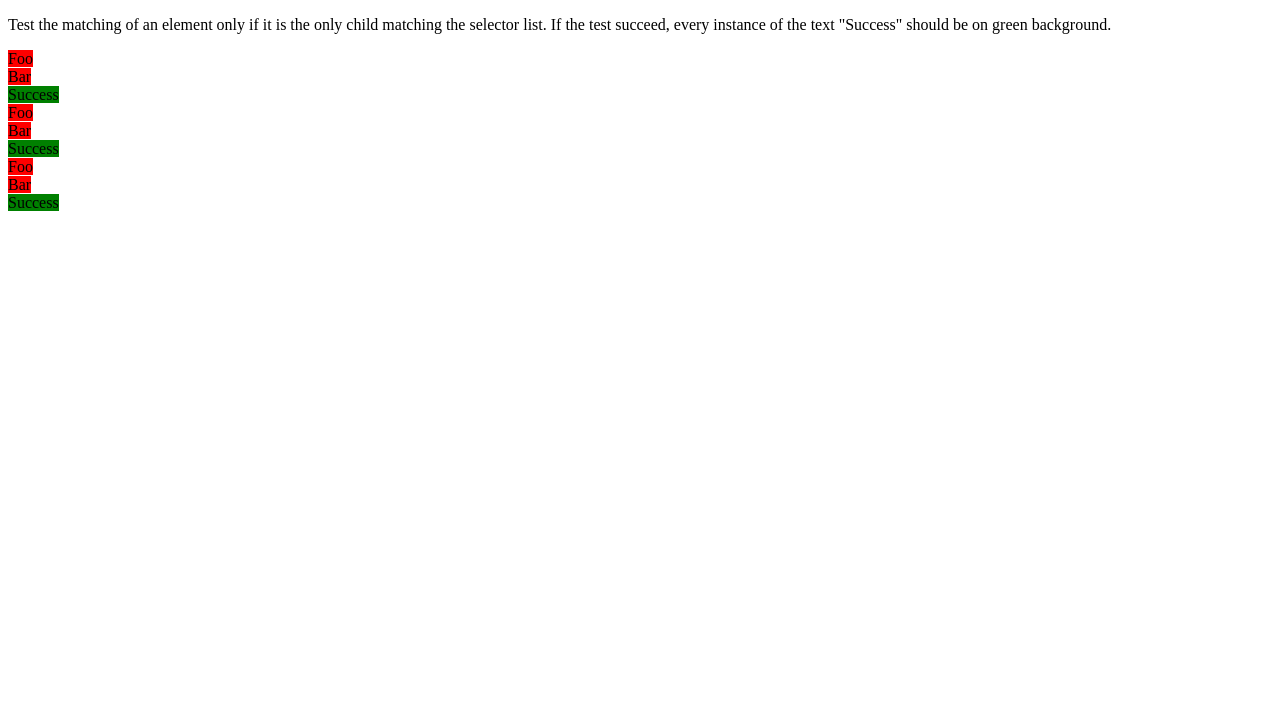 Test the matching of an element only if it is the only child matching the selector list. If the test succeed, every instance of the text "Success" should be on green background.
Foo
Bar
Success
Foo
Bar
Success
Foo
Bar
Success